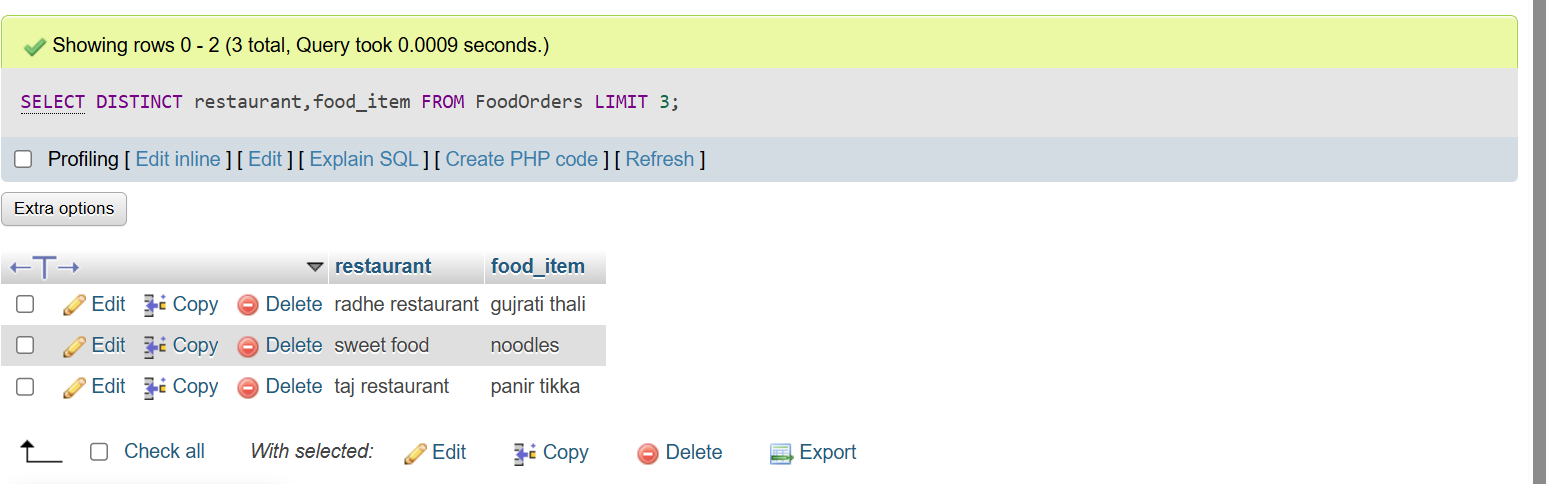 Showing rows 0 - 2 (3 total, Query took 0.0009 seconds.)
SELECT DISTINCT restaurant,food_item FROM FoodOrders LIMIT 3;
Profiling [ Edit inline ] [ Edit ] [ Explain SQL ] [ Create PHP code ] [ Refresh ]
Extra options
restaurant food_item
Edit Copy Delete radhe restaurant gujrati thali
Edit Copy Delete sweet food noodles
Edit Copy Delete taj restaurant panir tikka
Check all With selected: Edit Copy Delete Export